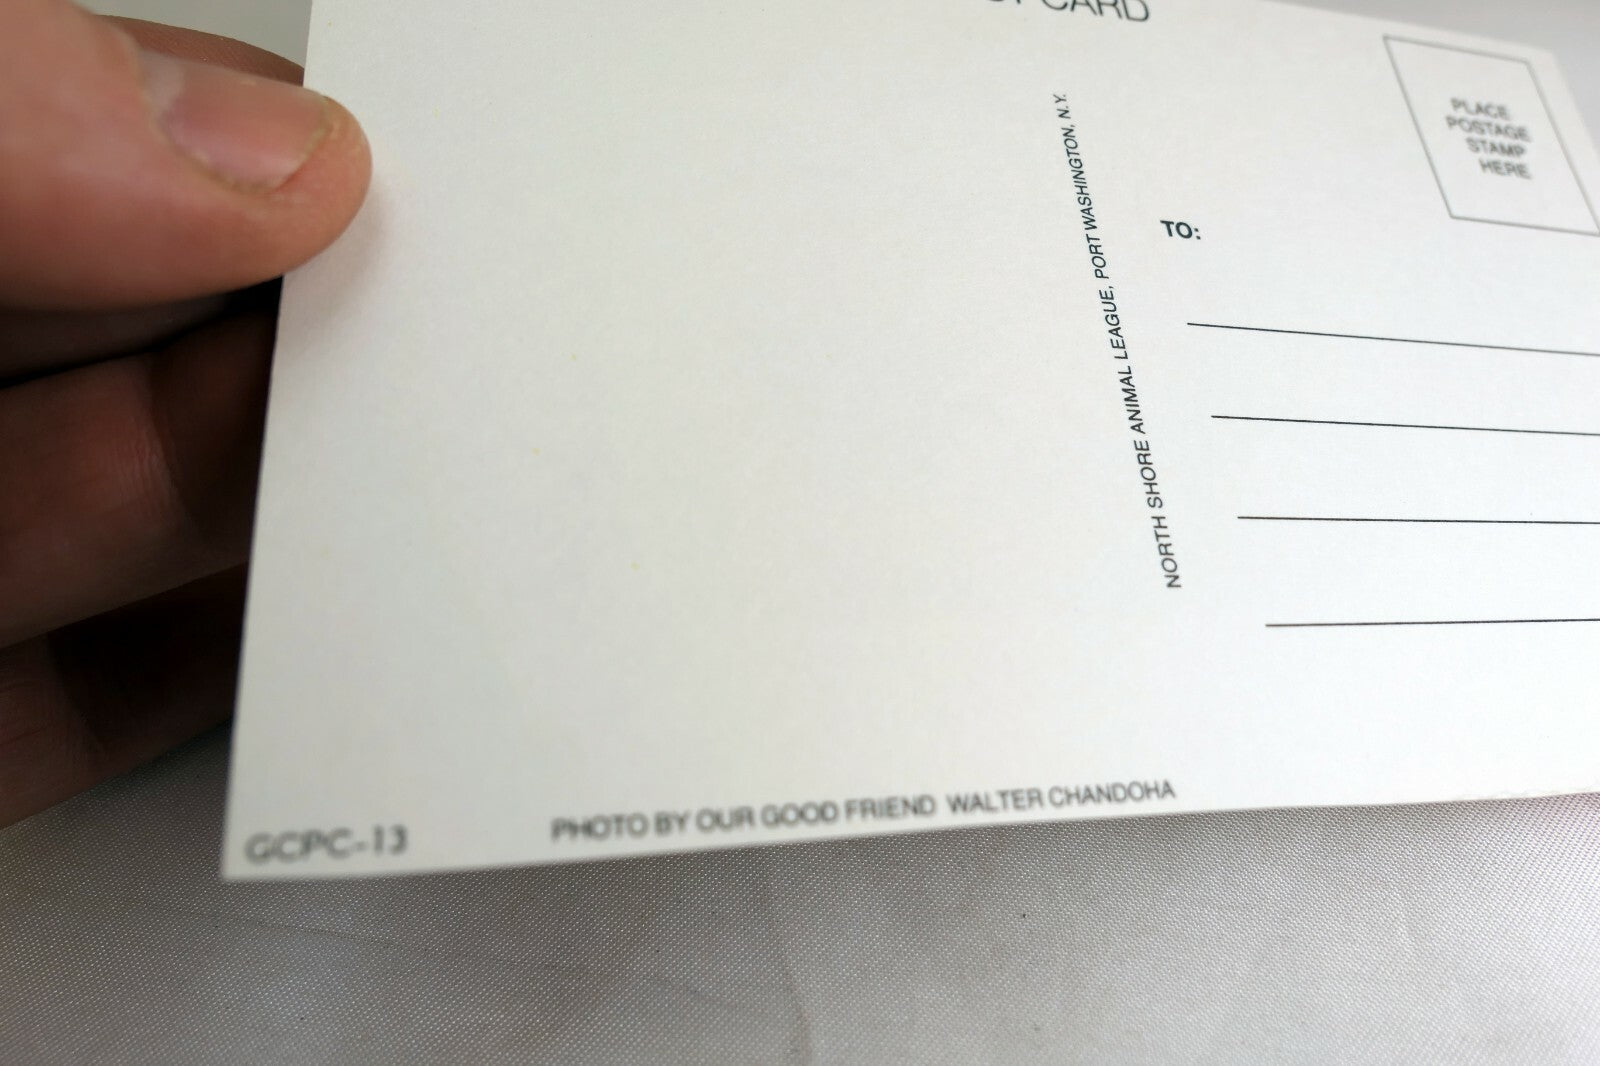 CARD
PLACE
POSTAGE
STAMP
HERE
TO:
NORTH SHORE ANIMAL LEAGUE, PORT WASHINGTON, N.Y.
GCPC-13
PHOTO BY OUR GOOD FRIEND WALTER CHANDOHA